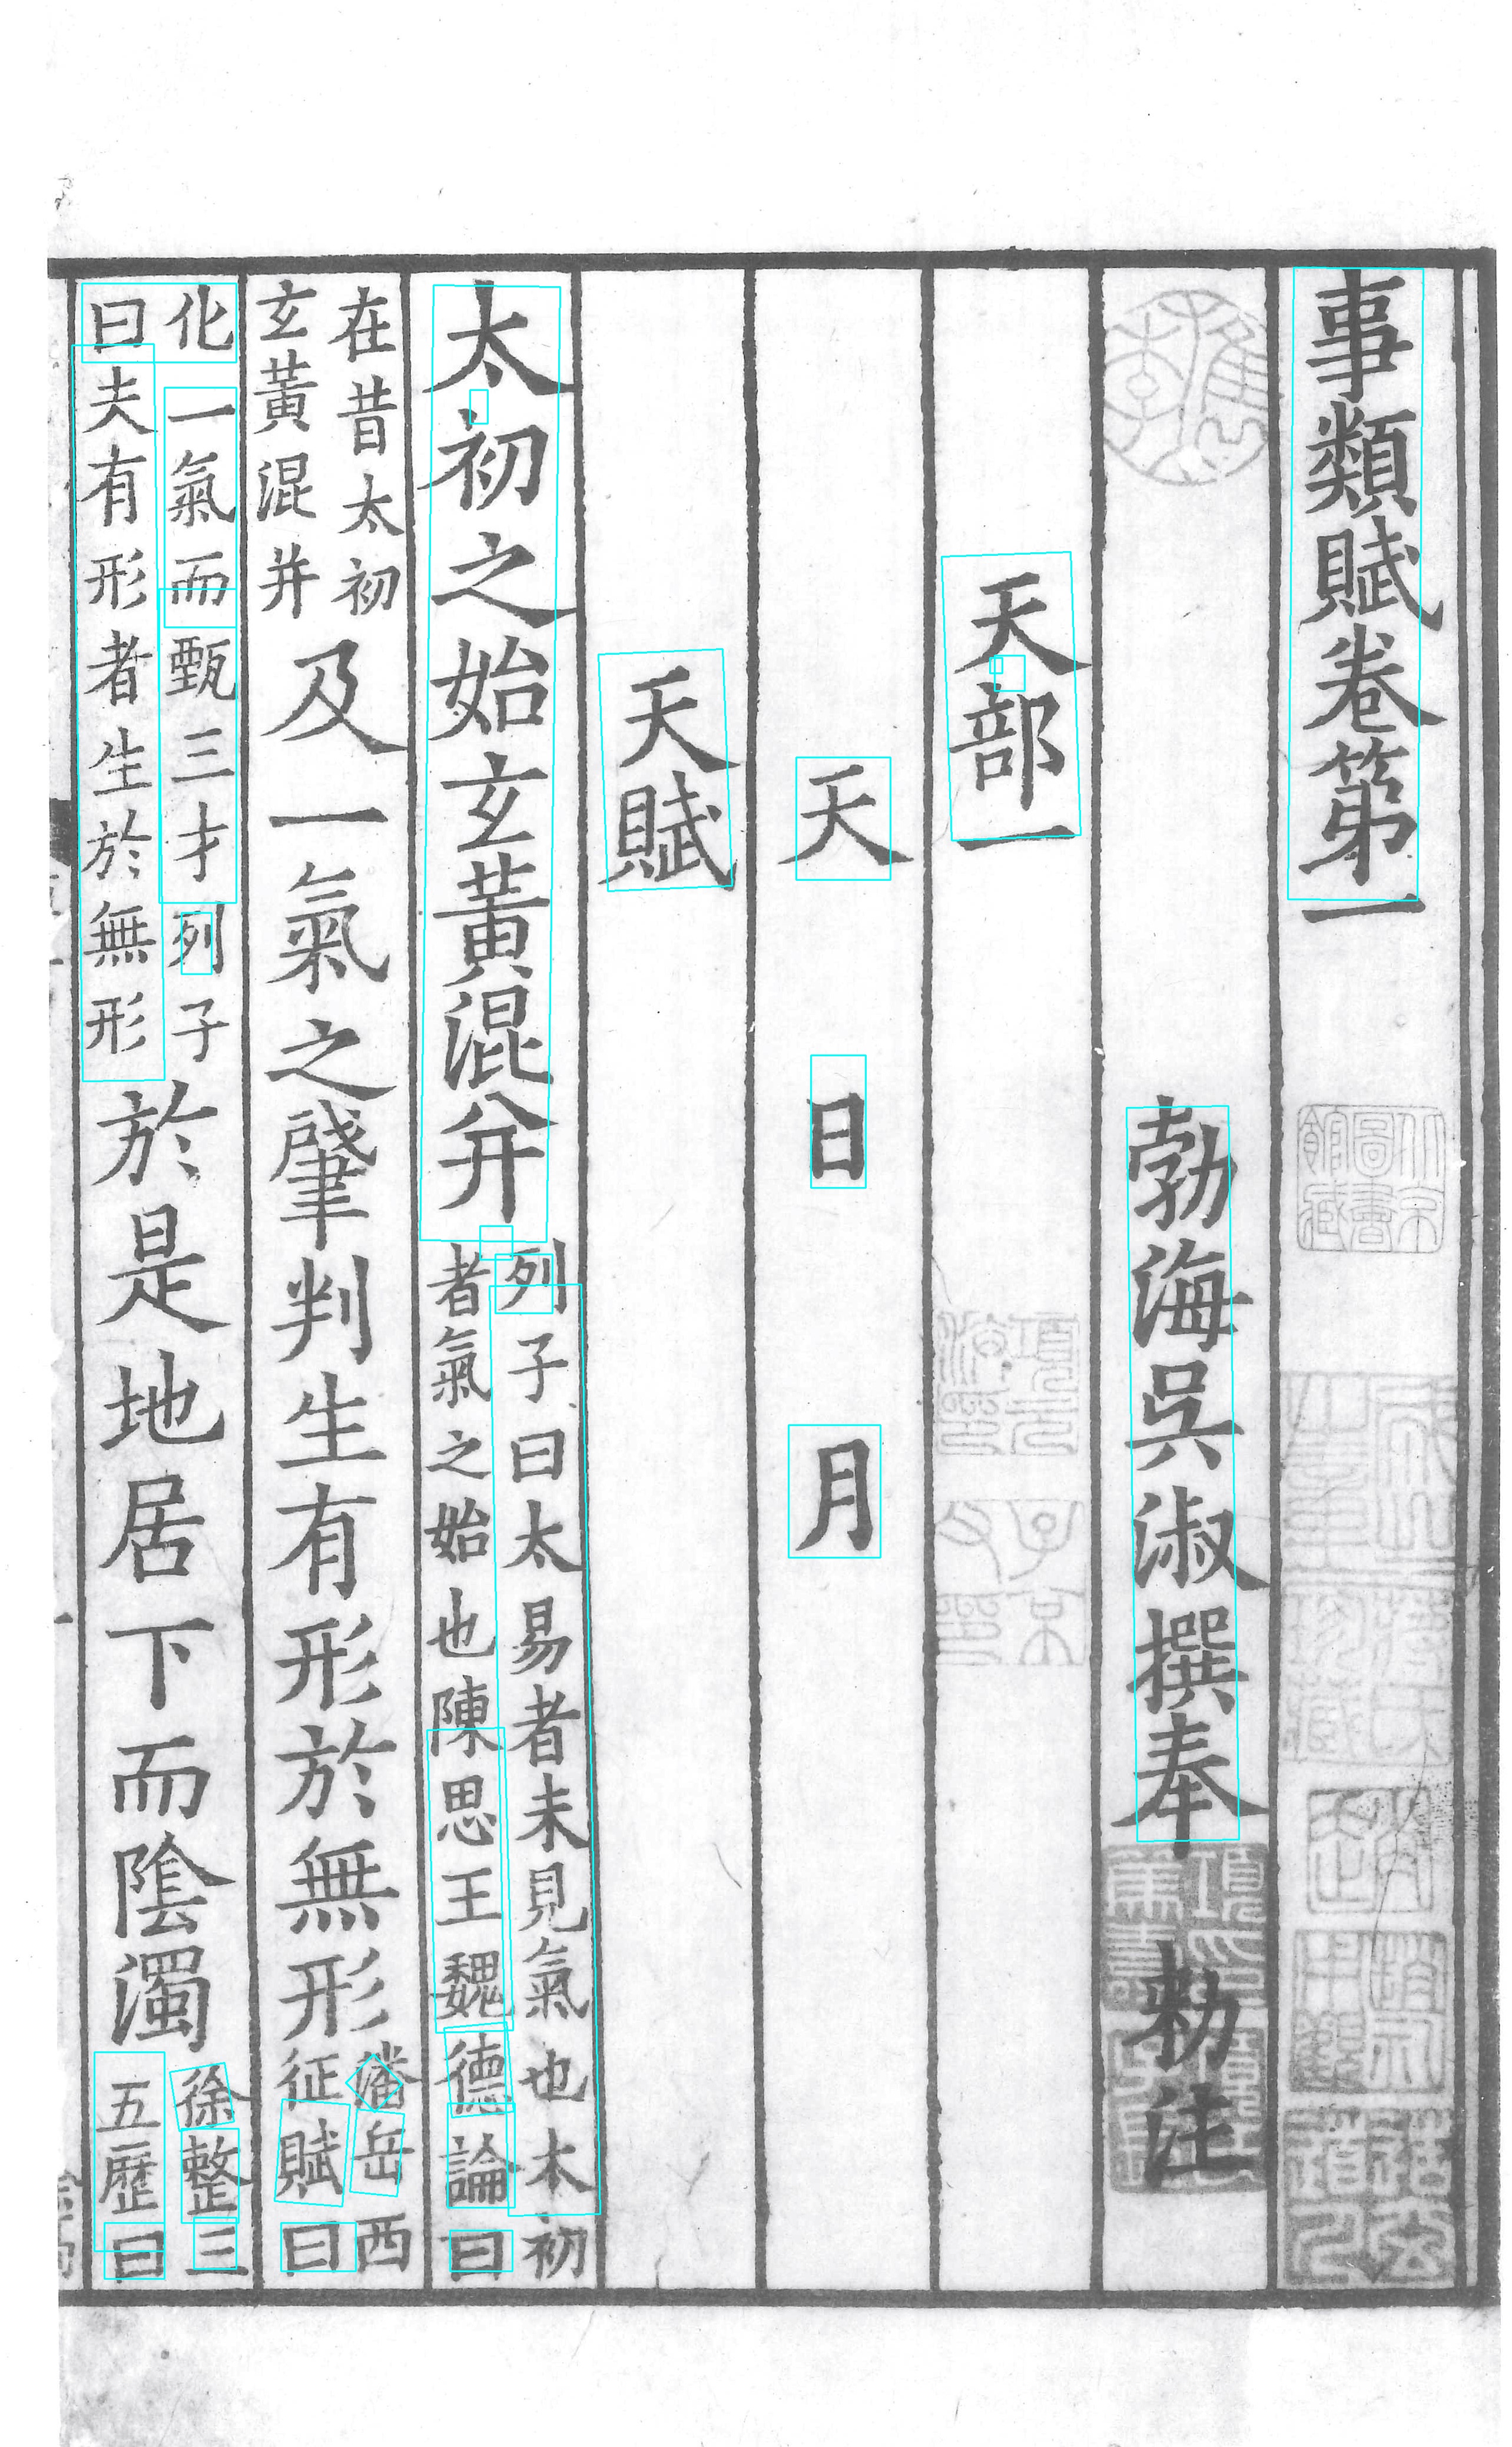 事類賦卷第一
勃海吳淑撰奉 勑注
天部一
天 日 月
天賦
太初之始玄黃混并
列子曰太易者未見氣也太初
者氣之始也陳思王魏德論曰
在昔太初
玄黃混并
及一氣之肇判生有形於無形
潘岳西
征賦曰
化一氣而甄三才列子
曰夫有形者生於無形
於是地居下而陰濁
徐整三
五歷曰